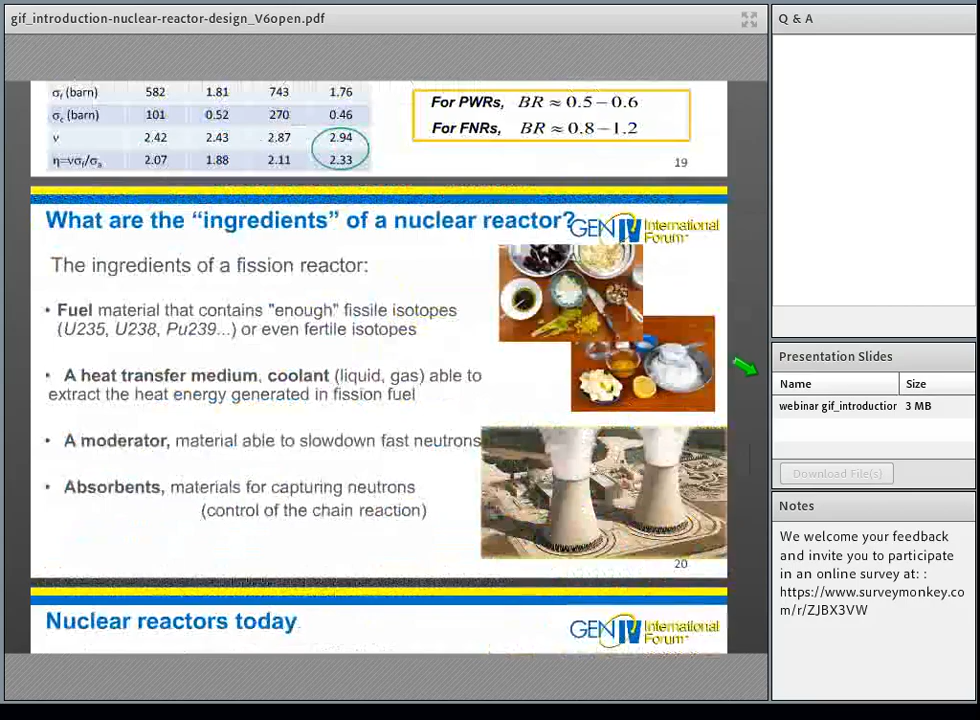 gif_introduction-nuclear-reactor-design_V6open.pdf
σf (barn) 582 1.81 743 1.76
σc (barn) 101 0.52 270 0.46
ν 2.42 2.43 2.87 2.94
η=νσf/σa 2.07 1.88 2.11 2.33
For PWRs, BR ≈ 0.5 – 0.6
For FNRs, BR ≈ 0.8 – 1.2
19
What are the “ingredients” of a nuclear reactor?
GEN IV International
Forum
The ingredients of a fission reactor:
• Fuel material that contains "enough" fissile isotopes
(U235, U238, Pu239...) or even fertile isotopes
• A heat transfer medium, coolant (liquid, gas) able to
extract the heat energy generated in fission fuel
• A moderator, material able to slowdown fast neutrons
• Absorbents, materials for capturing neutrons
(control of the chain reaction)
20
Nuclear reactors today
GEN IV International
Forum
Q & A
Presentation Slides
Name Size
webinar gif_introduction 3 MB
Download File(s)
Notes
We welcome your feedback
and invite you to participate
in an online survey at: :
https://www.surveymonkey.co
m/r/ZJBX3VW